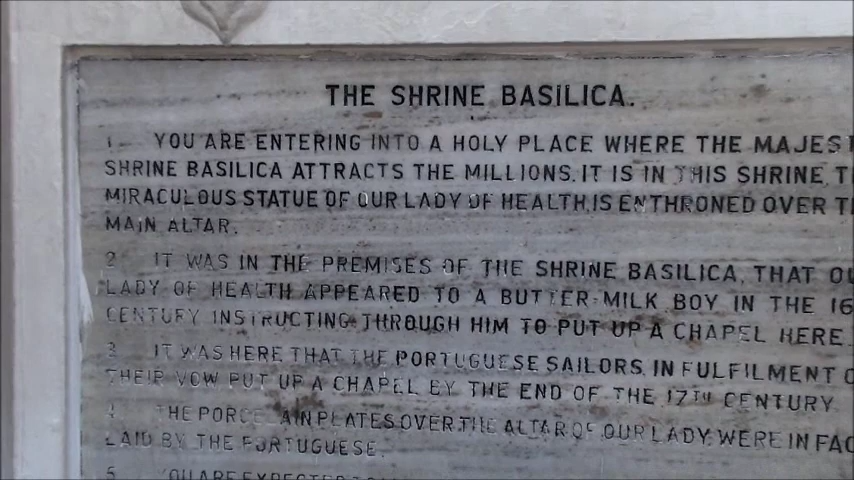 THE SHRINE BASILICA.
1. YOU ARE ENTERING INTO A HOLY PLACE WHERE THE MAJEST
SHRINE BASILICA ATTRACTS THE MILLIONS. IT IS IN THIS SHRINE, T
MIRACULOUS STATUE OF OUR LADY OF HEALTH, IS ENTHRONED OVER T
MAIN ALTAR.
2 IT WAS IN THE PREMISES OF THE SHRINE BASILICA, THAT OU
LADY OF HEALTH APPEARED TO A BUTTER-MILK BOY IN THE 16
CENTURY INSTRUCTING THROUGH HIM TO PUT UP A CHAPEL HERE.
3 IT WAS HERE THAT THE PORTUGUESE SAILORS, IN FULFILMENT O
THEIR VOW PUT UP A CHAPEL BY THE END OF THE 17TH CENTURY
4 THE PORCELAIN PLATES OVER THE ALTAR OF OUR LADY WERE IN FAC
LAID BY THE PORTUGUESE.
5. YOU ARE EXPECTED